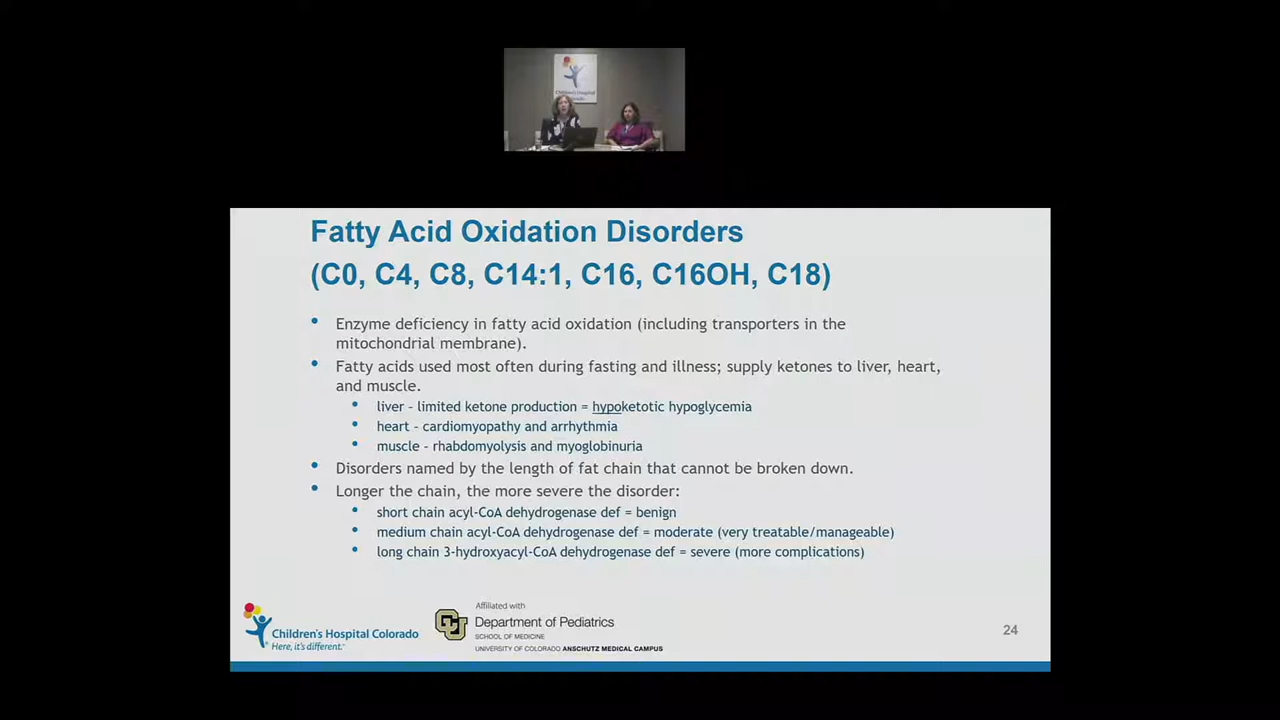 Children's Hospital
Colorado
Fatty Acid Oxidation Disorders
(C0, C4, C8, C14:1, C16, C16OH, C18)
• Enzyme deficiency in fatty acid oxidation (including transporters in the
mitochondrial membrane).
• Fatty acids used most often during fasting and illness; supply ketones to liver, heart,
and muscle.
• liver – limited ketone production = hypoketotic hypoglycemia
• heart – cardiomyopathy and arrhythmia
• muscle – rhabdomyolysis and myoglobinuria
• Disorders named by the length of fat chain that cannot be broken down.
• Longer the chain, the more severe the disorder:
• short chain acyl-CoA dehydrogenase def = benign
• medium chain acyl-CoA dehydrogenase def = moderate (very treatable/manageable)
• long chain 3-hydroxyacyl-CoA dehydrogenase def = severe (more complications)
Children's Hospital Colorado
Here, it's different.™
CU
Affiliated with
Department of Pediatrics
SCHOOL OF MEDICINE
UNIVERSITY OF COLORADO ANSCHUTZ MEDICAL CAMPUS
24